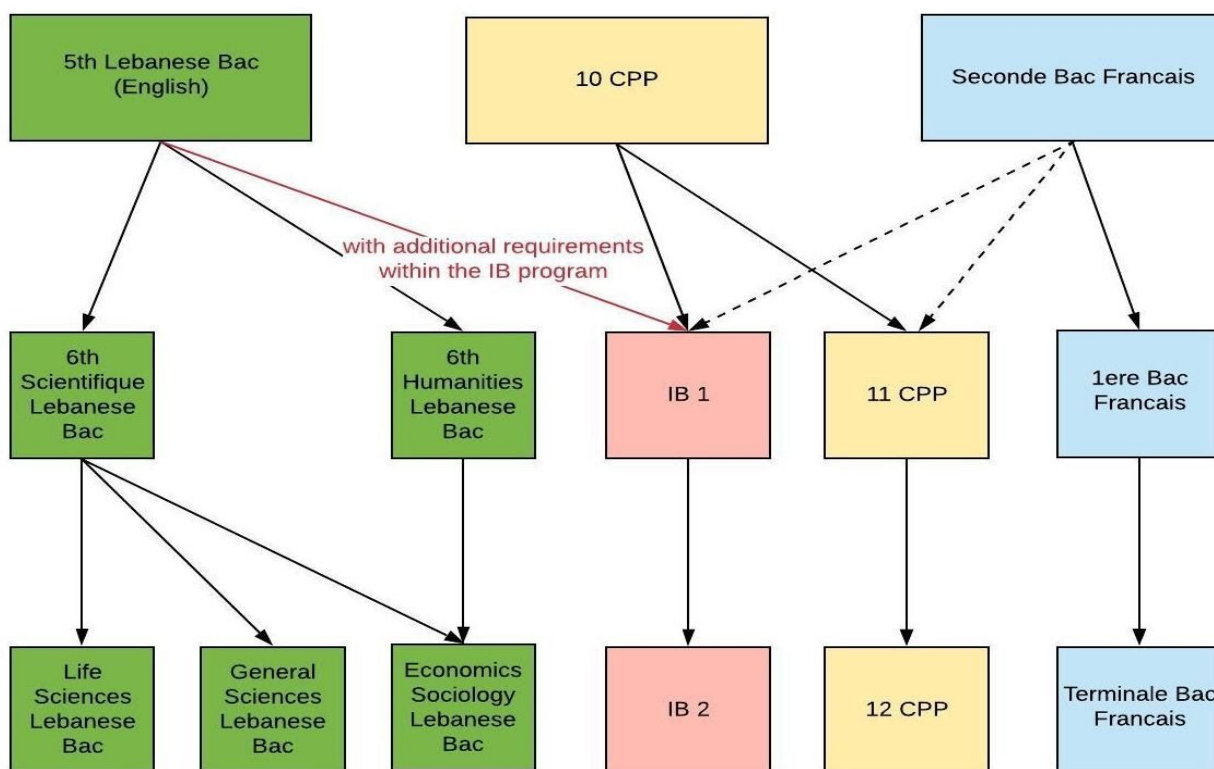 5th Lebanese Bac
(English)
10 CPP
Seconde Bac Francais
with additional requirements
within the IB program
6th
Scientifique
Lebanese
Bac
6th
Humanities
Lebanese
Bac
IB 1
11 CPP
1ere Bac
Francais
Life
Sciences
Lebanese
Bac
General
Sciences
Lebanese
Bac
Economics
Sociology
Lebanese
Bac
IB 2
12 CPP
Terminale Bac
Francais